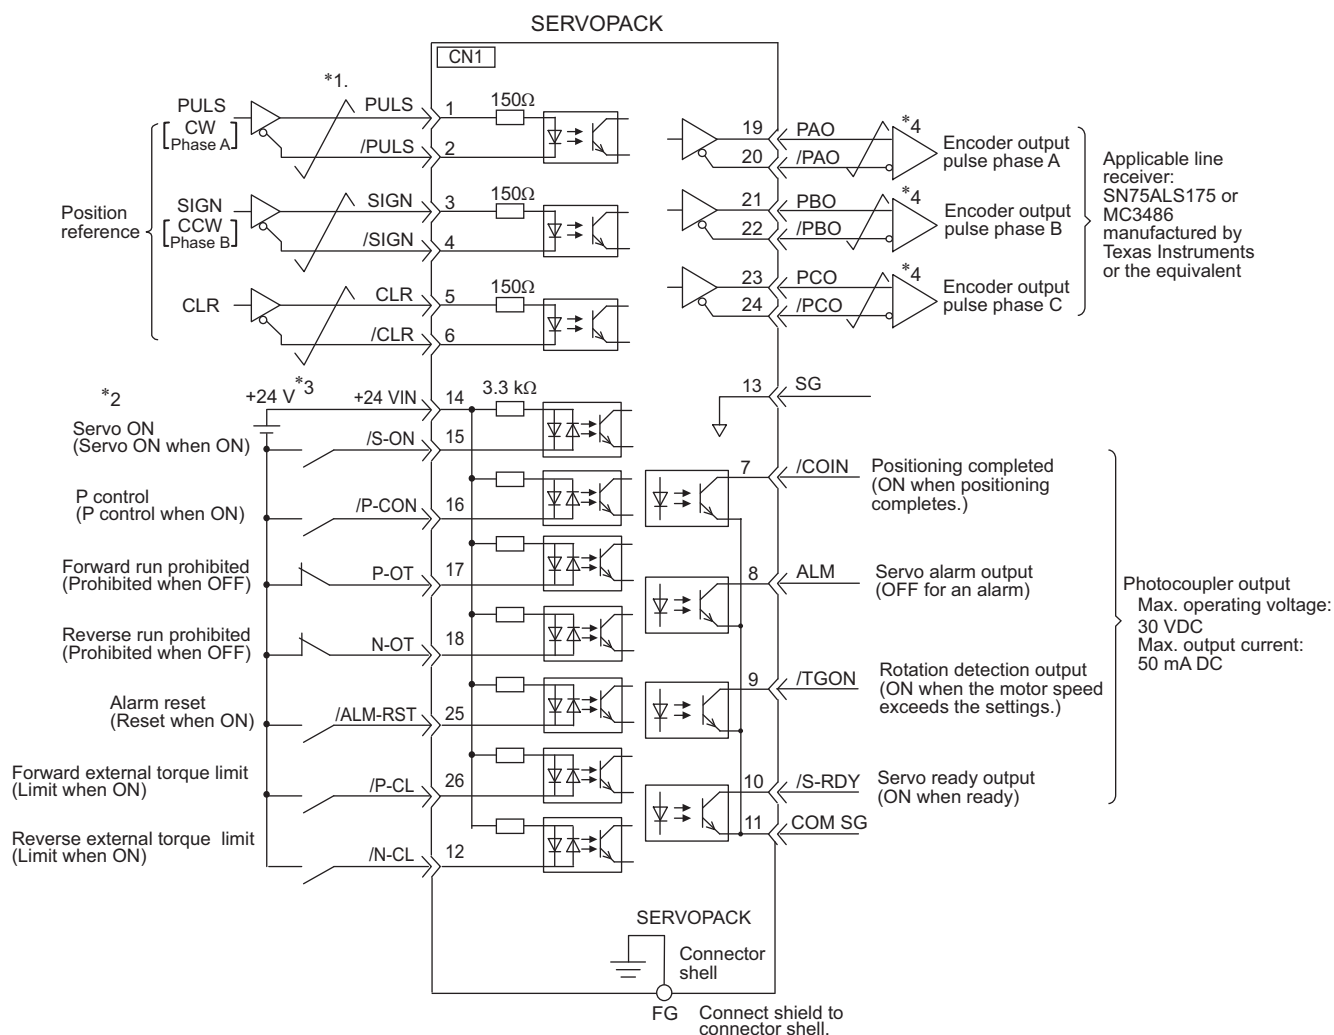 SERVOPACK
CN1
*1.
PULS
CW
Phase A
PULS
1
150Ω
/PULS
2
SIGN
CCW
Phase B
SIGN
3
150Ω
/SIGN
4
Position
reference
CLR
CLR
5
150Ω
/CLR
6
19
PAO
*4
20
/PAO
Encoder output
pulse phase A
21
PBO
*4
22
/PBO
Encoder output
pulse phase B
23
PCO
*4
24
/PCO
Encoder output
pulse phase C
Applicable line
receiver:
SN75ALS175 or
MC3486
manufactured by
Texas Instruments
or the equivalent
13
SG
*2
+24 V
*3
+24 VIN
14
3.3 kΩ
Servo ON
(Servo ON when ON)
/S-ON
15
P control
(P control when ON)
/P-CON
16
Forward run prohibited
(Prohibited when OFF)
P-OT
17
Reverse run prohibited
(Prohibited when OFF)
N-OT
18
Alarm reset
(Reset when ON)
/ALM-RST
25
Forward external torque limit
(Limit when ON)
/P-CL
26
Reverse external torque limit
(Limit when ON)
/N-CL
12
7
/COIN
Positioning completed
(ON when positioning
completes.)
8
ALM
Servo alarm output
(OFF for an alarm)
9
/TGON
Rotation detection output
(ON when the motor speed
exceeds the settings.)
10
/S-RDY
Servo ready output
(ON when ready)
11
COM SG
Photocoupler output
Max. operating voltage:
30 VDC
Max. output current:
50 mA DC
SERVOPACK
Connector
shell
FG
Connect shield to
connector shell.